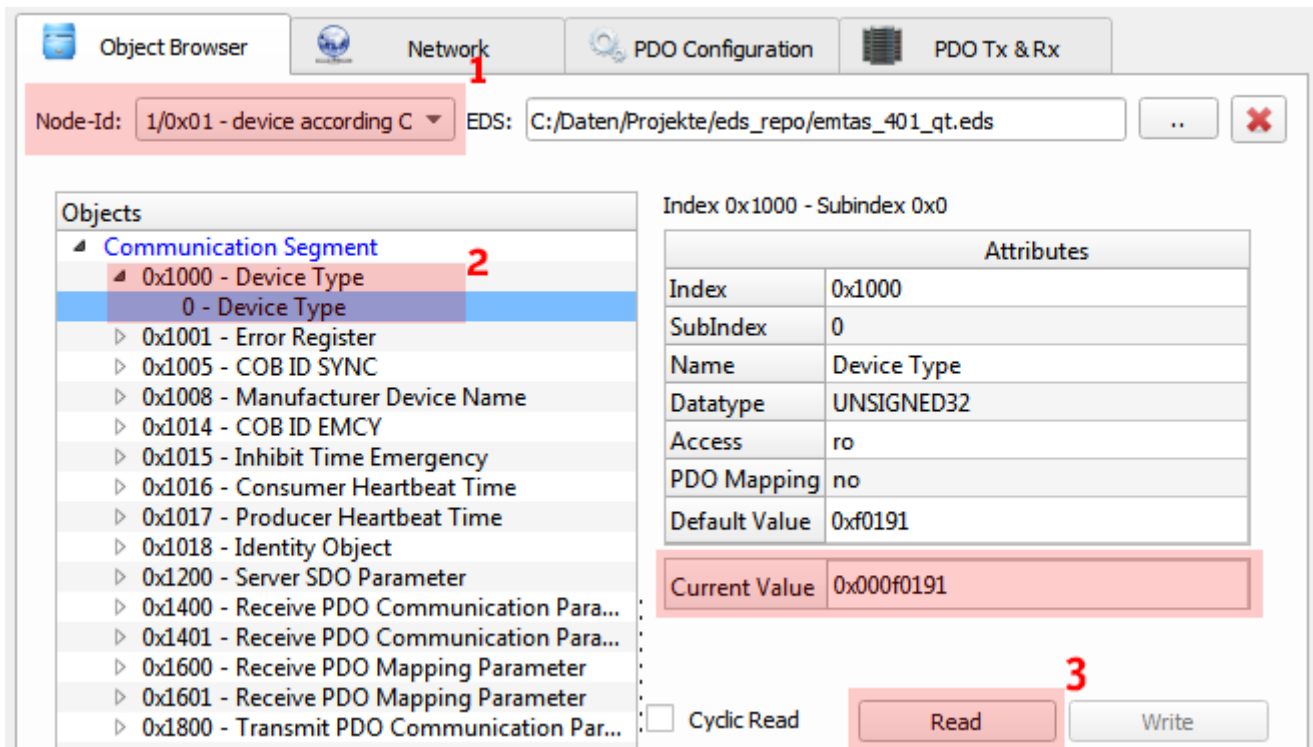 Object Browser
Network
PDO Configuration
PDO Tx & Rx
1
Node-Id:
1/0x01 - device according C
EDS:
C:/Daten/Projekte/eds_repo/emtas_401_qt.eds
..
Objects
Communication Segment
2
0x1000 - Device Type
0 - Device Type
0x1001 - Error Register
0x1005 - COB ID SYNC
0x1008 - Manufacturer Device Name
0x1014 - COB ID EMCY
0x1015 - Inhibit Time Emergency
0x1016 - Consumer Heartbeat Time
0x1017 - Producer Heartbeat Time
0x1018 - Identity Object
0x1200 - Server SDO Parameter
0x1400 - Receive PDO Communication Para...
0x1401 - Receive PDO Communication Para...
0x1600 - Receive PDO Mapping Parameter
0x1601 - Receive PDO Mapping Parameter
0x1800 - Transmit PDO Communication Par...
Index 0x1000 - Subindex 0x0
Attributes
Index 0x1000
SubIndex 0
Name Device Type
Datatype UNSIGNED32
Access ro
PDO Mapping no
Default Value 0xf0191
Current Value 0x000f0191
3
Cyclic Read
Read
Write